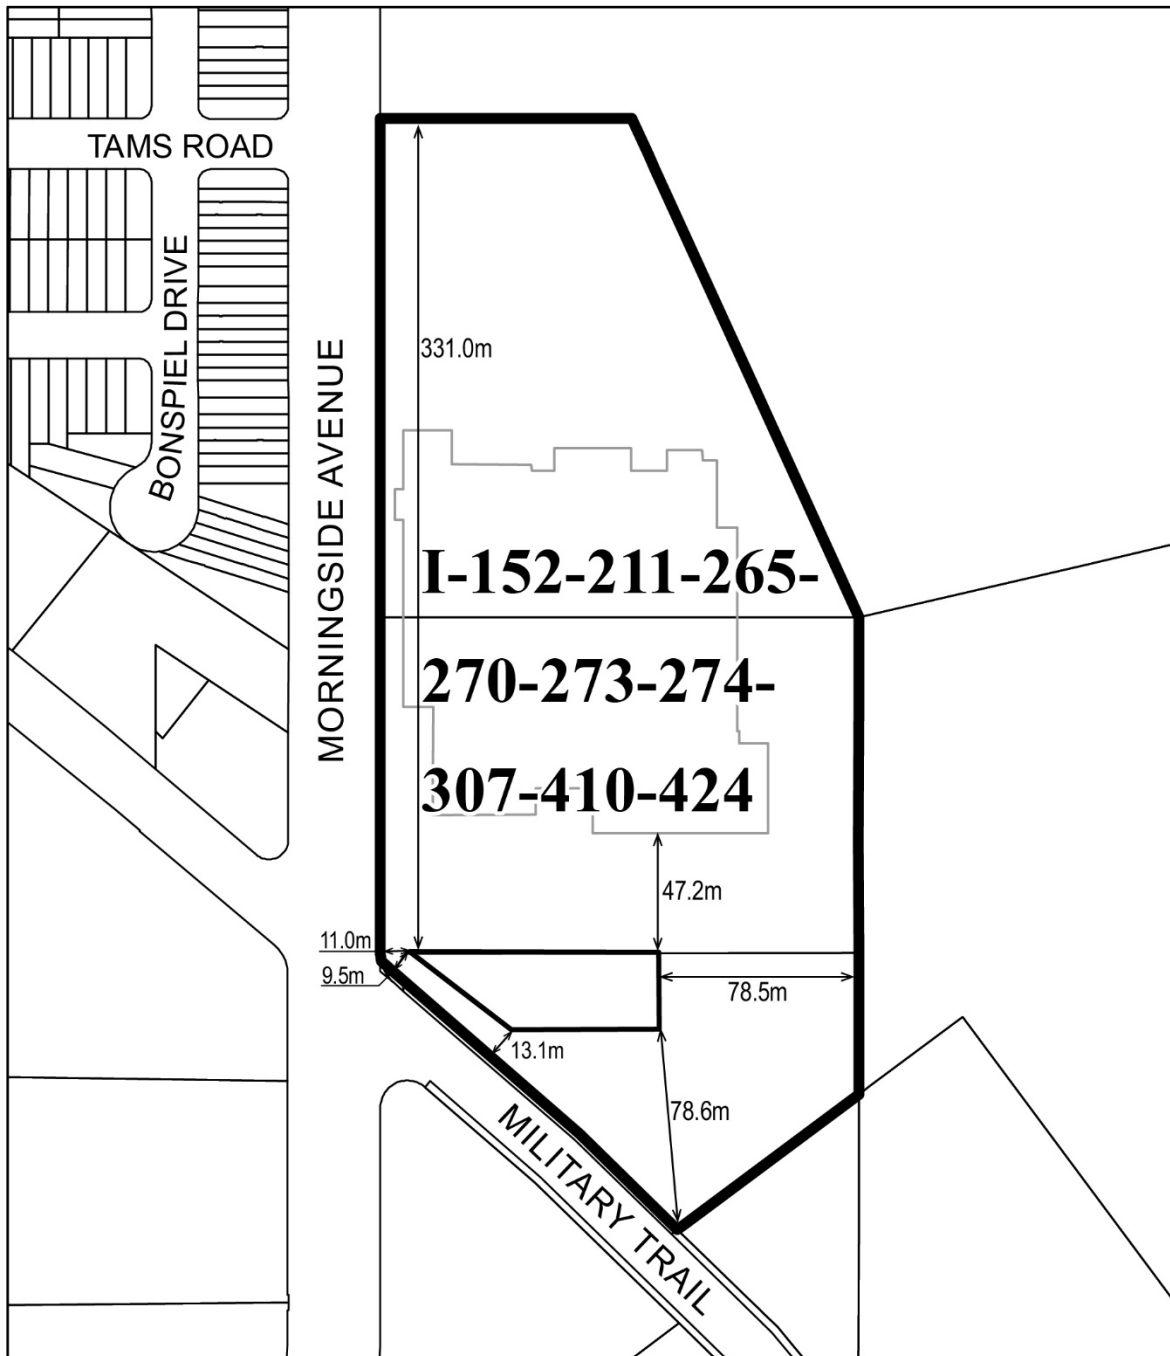 TAMS ROAD
BONSPIEL DRIVE
MORNINGSIDE AVENUE
331.0m
I-152-211-265-
270-273-274-
307-410-424
47.2m
11.0m
9.5m
78.5m
13.1m
78.6m
MILITARY TRAIL